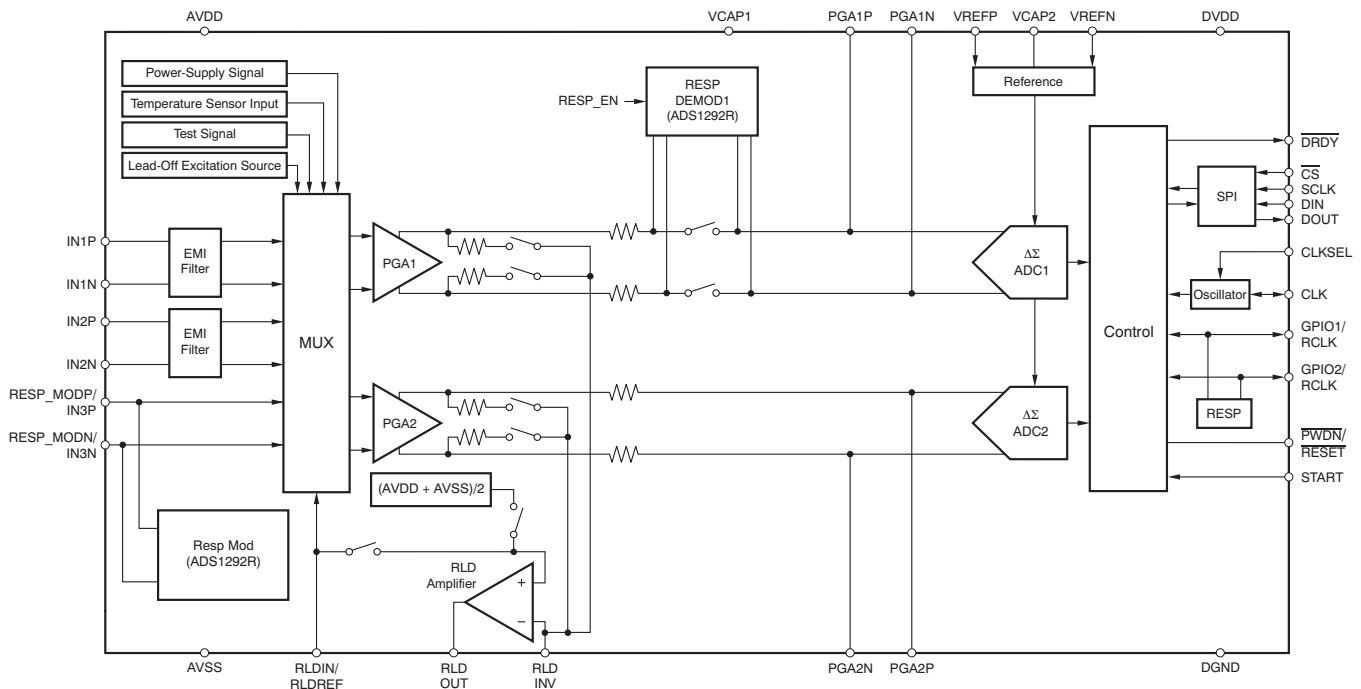 AVDD
VCAP1
PGA1P
PGA1N
VREFP
VCAP2
VREFN
DVDD
Power-Supply Signal
Temperature Sensor Input
Test Signal
Lead-Off Excitation Source
RESP_EN
RESP
DEMOD1
(ADS1292R)
Reference
DRDY
CS
SCLK
DIN
DOUT
SPI
CLKSEL
Oscillator
CLK
GPIO1/
RCLK
GPIO2/
RCLK
RESP
PWDN/
RESET
START
Control
IN1P
IN1N
EMI
Filter
IN2P
IN2N
EMI
Filter
RESP_MODP/
IN3P
RESP_MODN/
IN3N
MUX
PGA1
PGA2
ΔΣ
ADC1
ΔΣ
ADC2
(AVDD + AVSS)/2
Resp Mod
(ADS1292R)
RLD
Amplifier
+
−
AVSS
RLDIN/
RLDREF
RLD
OUT
RLD
INV
PGA2N
PGA2P
DGND